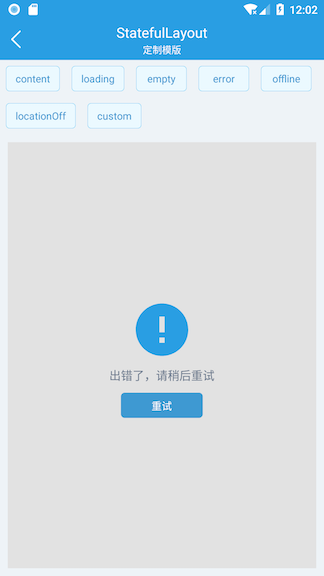 12:02
StatefulLayout
定制模版
content
loading
empty
error
offline
locationOff
custom
出错了，请稍后重试
重试